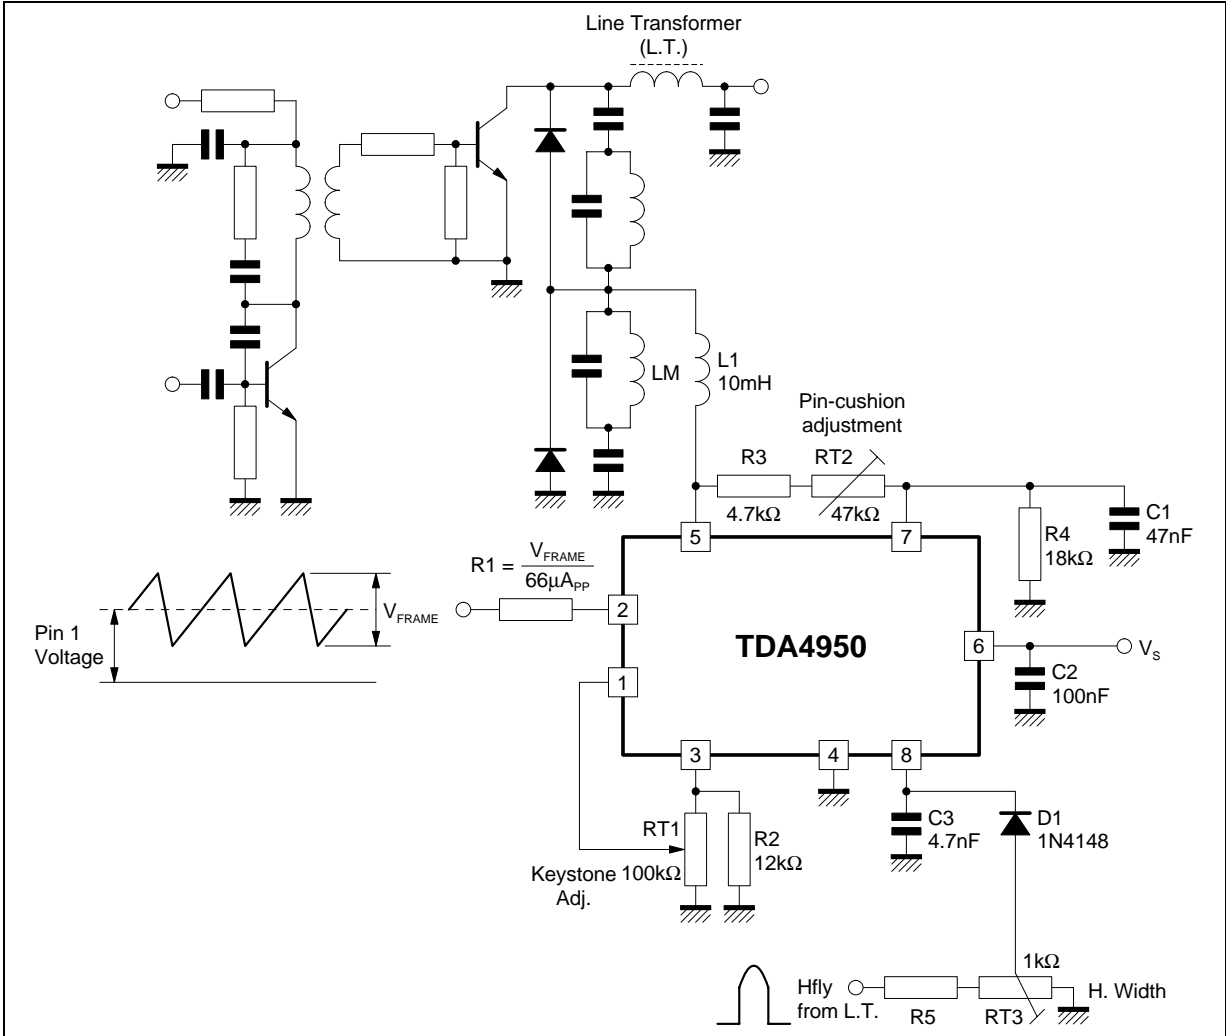 Line Transformer
(L.T.)
LM
L1
10mH
Pin-cushion
adjustment
R3
RT2
4.7kΩ
47kΩ
C1
47nF
R4
18kΩ
5
7
R1 = V_FRAME / 66µA_PP
V_FRAME
2
Pin 1
Voltage
TDA4950
6
V_S
1
C2
100nF
3
4
8
RT1
R2
12kΩ
C3
4.7nF
D1
1N4148
Keystone
Adj.
100kΩ
1kΩ
Hfly
from L.T.
R5
RT3
H. Width